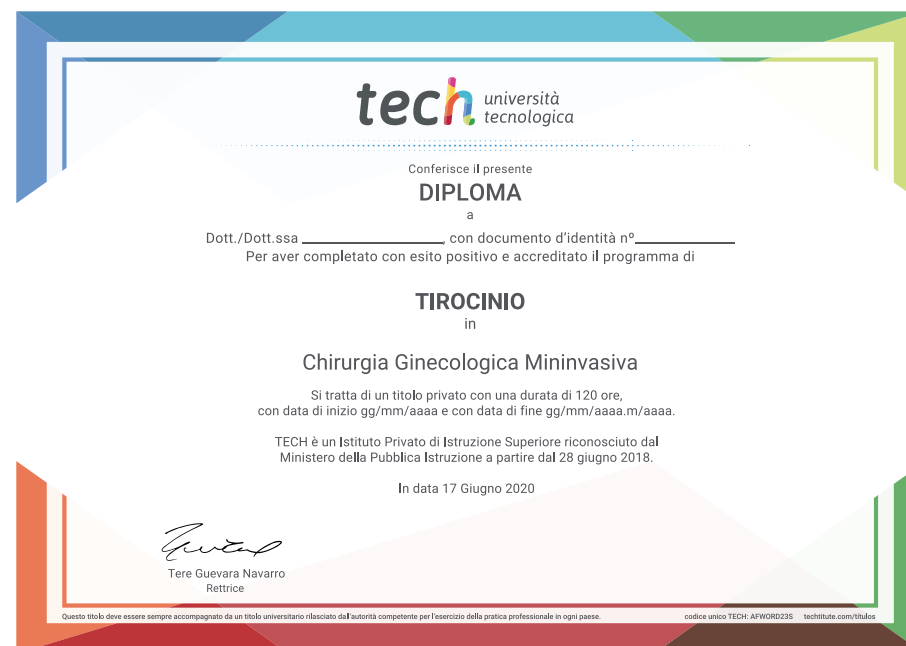 tech università
tecnologica
Conferisce il presente
DIPLOMA
a
Dott./Dott.ssa ____________, con documento d'identità nº____________
Per aver completato con esito positivo e accreditato il programma di
TIROCINIO
in
Chirurgia Ginecologica Mininvasiva
Si tratta di un titolo privato con una durata di 120 ore,
con data di inizio gg/mm/aaaa e con data di fine gg/mm/aaaa.m/aaaa.
TECH è un Istituto Privato di Istruzione Superiore riconosciuto dal
Ministero della Pubblica Istruzione a partire dal 28 giugno 2018.
In data 17 Giugno 2020
Tere Guevara Navarro
Rettrice
Questo titolo deve essere sempre accompagnato da un titolo universitario rilasciato dall'autorità competente per l'esercizio della pratica professionale in ogni paese. codice unico TECH: AFWORD23S techtitute.com/titulos